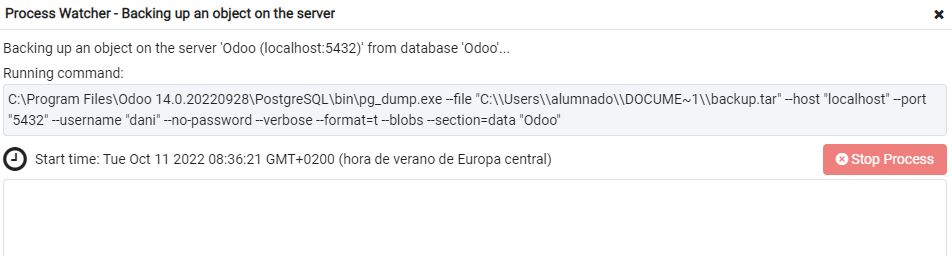 Process Watcher - Backing up an object on the server
Backing up an object on the server 'Odoo (localhost:5432)' from database 'Odoo'...
Running command:
C:\Program Files\Odoo 14.0.20220928\PostgreSQL\bin\pg_dump.exe --file "C:\\Users\\alumnado\\DOCUME~1\\backup.tar" --host "localhost" --port
"5432" --username "dani" --no-password --verbose --format=t --blobs --section=data "Odoo"
Start time: Tue Oct 11 2022 08:36:21 GMT+0200 (hora de verano de Europa central)
Stop Process